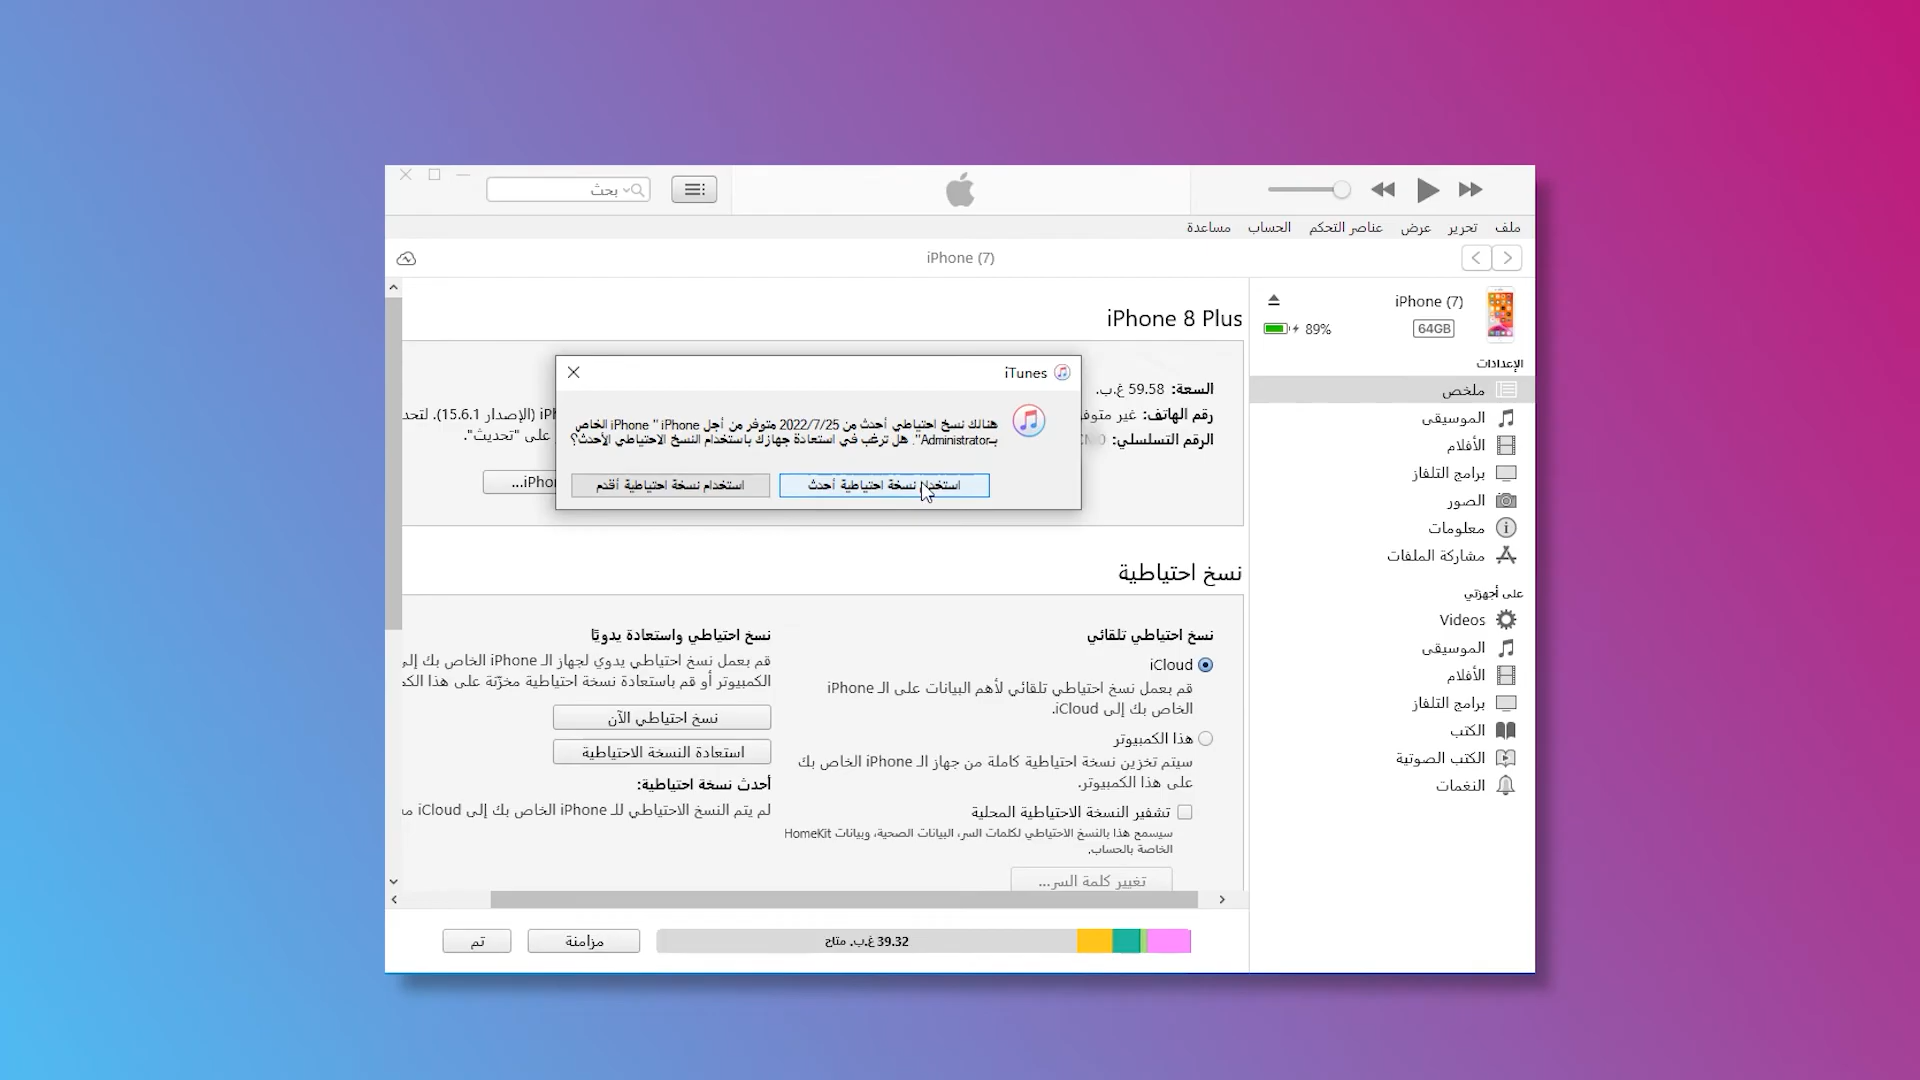 بحث
ملف
تحرير
عرض
عناصر التحكم
الحساب
مساعدة
iPhone (7)
iPhone (7)
64GB
89%
الإعدادات
ملخص
الموسيقى
الأفلام
برامج التلفاز
الصور
معلومات
مشاركة الملفات
على أجهزتي
Videos
الموسيقى
الأفلام
برامج التلفاز
الكتب
الكتب الصوتية
النغمات
iPhone 8 Plus
السعة: 59.58 غ.ب.
رقم الهاتف: غير
الرقم التسلسلي:
(الإصدار 15.6.1).
على "تحديث".
iTunes
هنالك نسخ احتياطي أحدث من 2022/7/25 متوفر من أجل iPhone "iPhone الخاص
بـAdministrator". هل ترغب في استعادة جهازك باستخدام النسخ الاحتياطي الأحدث؟
استخدام نسخة احتياطية أحدث
استخدام نسخة احتياطية أقدم
نسخ احتياطية
نسخ احتياطي تلقائي
iCloud
قم بعمل نسخ احتياطي تلقائي لأهم البيانات على الـ iPhone
الخاص بك إلى iCloud.
هذا الكمبيوتر
سيتم تخزين نسخة احتياطية كاملة من جهاز الـ iPhone الخاص بك
على هذا الكمبيوتر.
تشفير النسخة الاحتياطية المحلية
سيسمح هذا بالنسخ الاحتياطي لكلمات السر، البيانات الصحية، وبيانات HomeKit
الخاصة بالحساب.
تغيير كلمة السر...
نسخ احتياطي واستعادة يدويًا
قم بعمل نسخ احتياطي يدوي لجهاز الـ iPhone الخاص بك إلى
الكمبيوتر أو قم باستعادة نسخة احتياطية مخزّنة على هذا
نسخ احتياطي الآن
استعادة النسخة الاحتياطية
أحدث نسخة احتياطية:
لم يتم النسخ الاحتياطي للـ iPhone الخاص بك إلى iCloud
39.32 غ.ب. متاح
مزامنة
تم